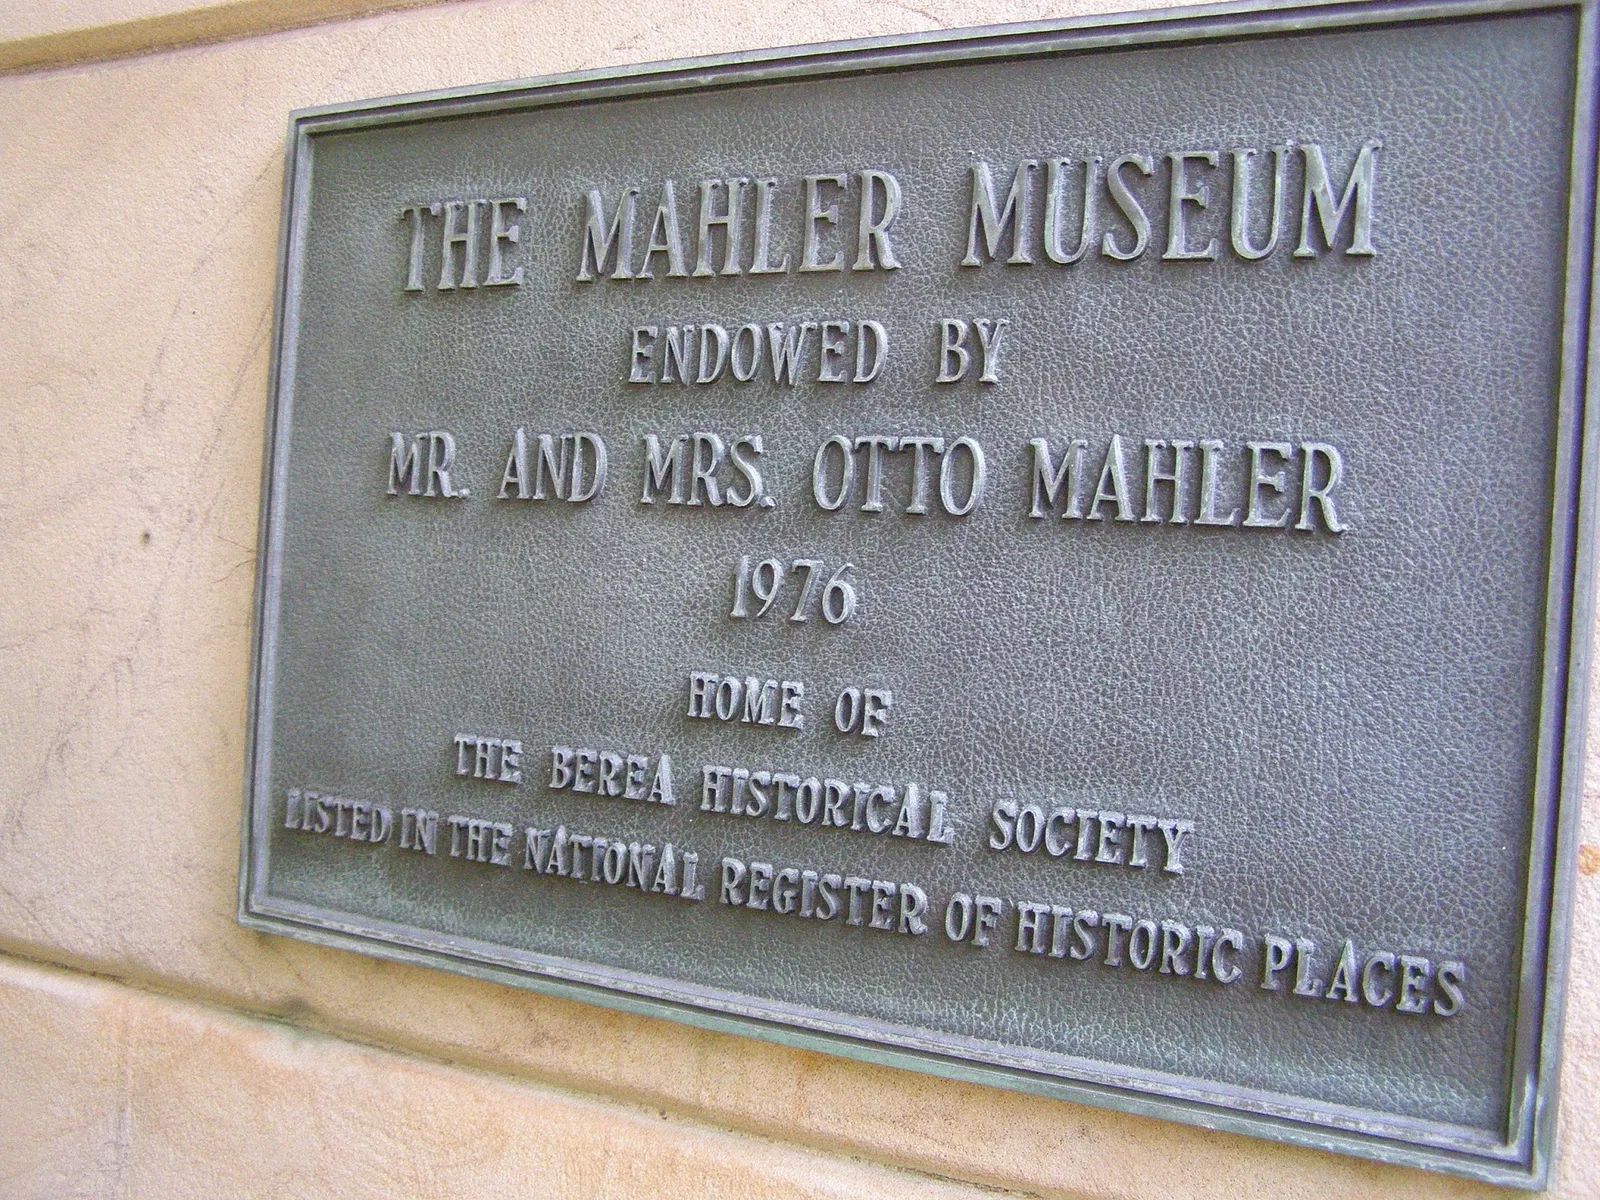 THE MAHLER MUSEUM
ENDOWED BY
MR. AND MRS. OTTO MAHLER
1976
HOME OF
THE BEREA HISTORICAL SOCIETY
LISTED IN THE NATIONAL REGISTER OF HISTORIC PLACES